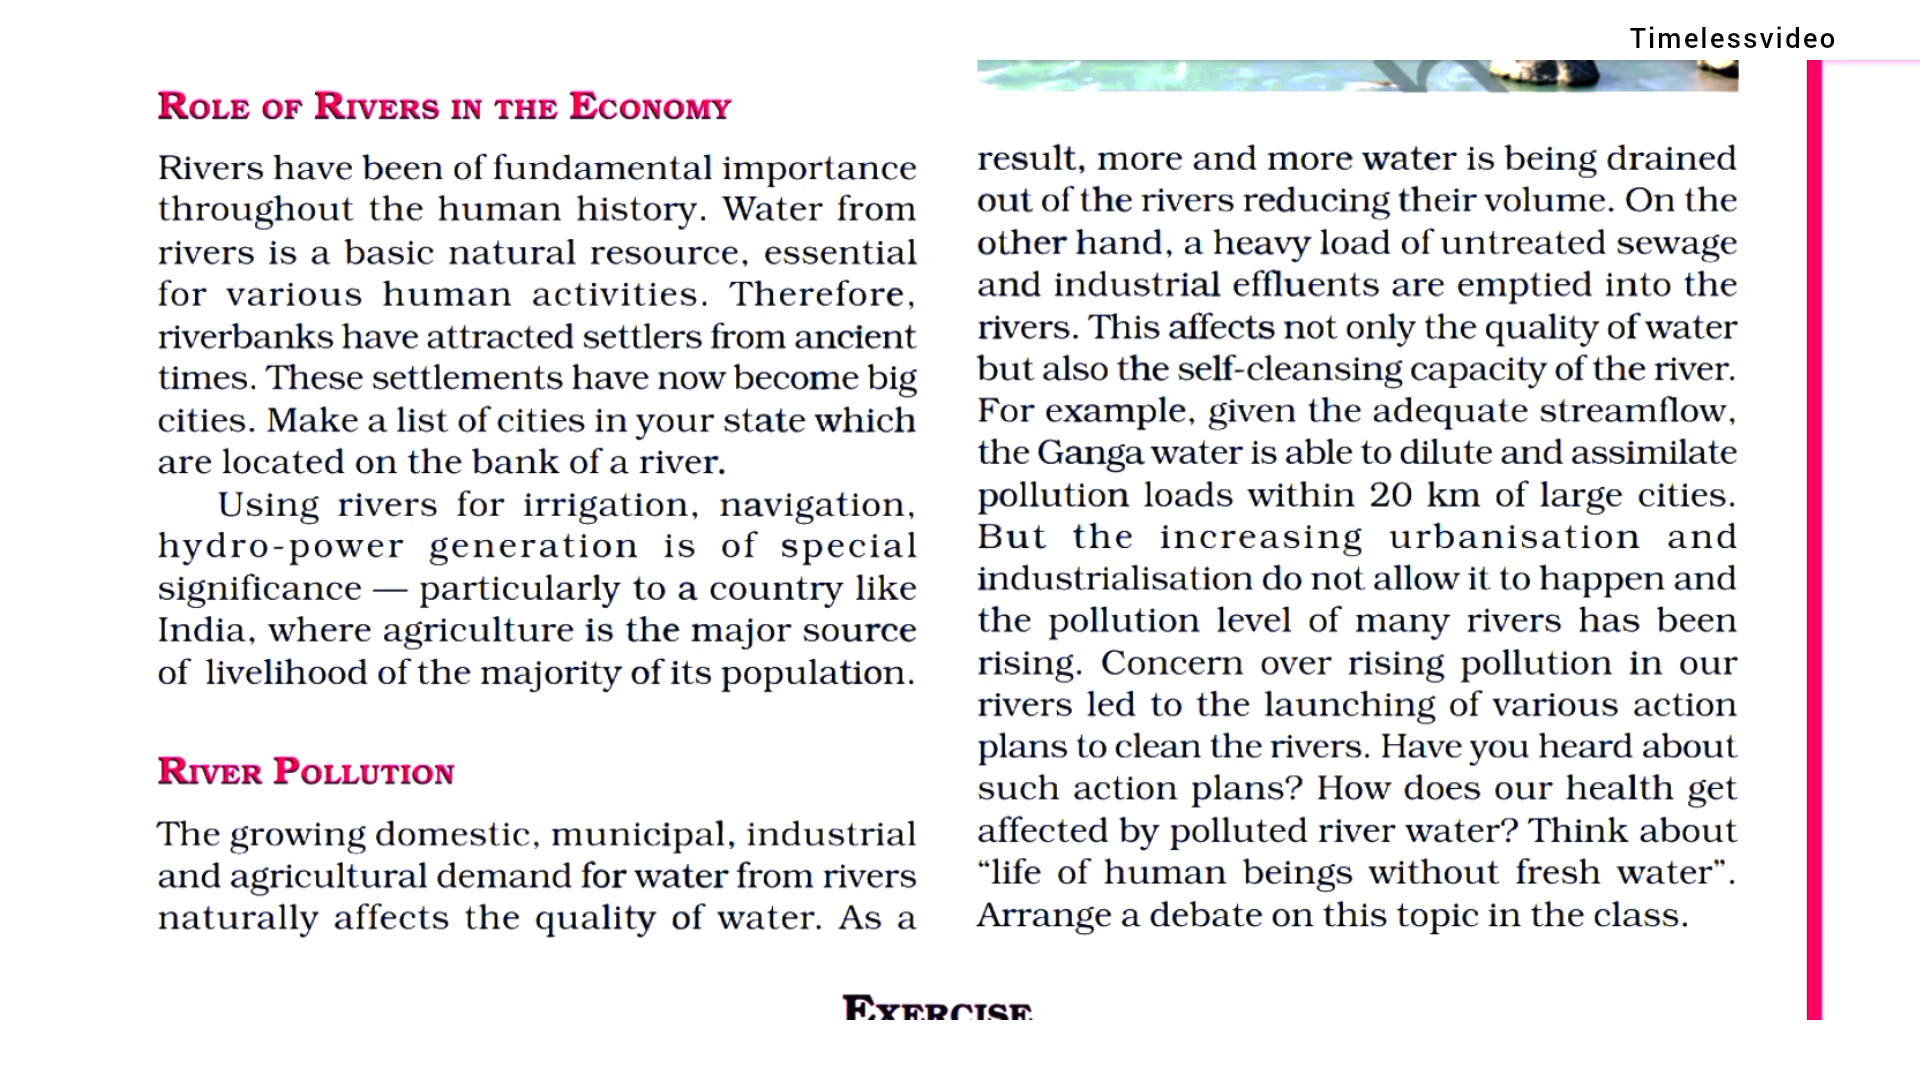 Timelessvideo
ROLE OF RIVERS IN THE ECONOMY
Rivers have been of fundamental importance
throughout the human history. Water from
rivers is a basic natural resource, essential
for various human activities. Therefore,
riverbanks have attracted settlers from ancient
times. These settlements have now become big
cities. Make a list of cities in your state which
are located on the bank of a river.
Using rivers for irrigation, navigation,
hydro-power generation is of special
significance — particularly to a country like
India, where agriculture is the major source
of livelihood of the majority of its population.
RIVER POLLUTION
The growing domestic, municipal, industrial
and agricultural demand for water from rivers
naturally affects the quality of water. As a
result, more and more water is being drained
out of the rivers reducing their volume. On the
other hand, a heavy load of untreated sewage
and industrial effluents are emptied into the
rivers. This affects not only the quality of water
but also the self-cleansing capacity of the river.
For example, given the adequate streamflow,
the Ganga water is able to dilute and assimilate
pollution loads within 20 km of large cities.
But the increasing urbanisation and
industrialisation do not allow it to happen and
the pollution level of many rivers has been
rising. Concern over rising pollution in our
rivers led to the launching of various action
plans to clean the rivers. Have you heard about
such action plans? How does our health get
affected by polluted river water? Think about
“life of human beings without fresh water”.
Arrange a debate on this topic in the class.
EXERCISE